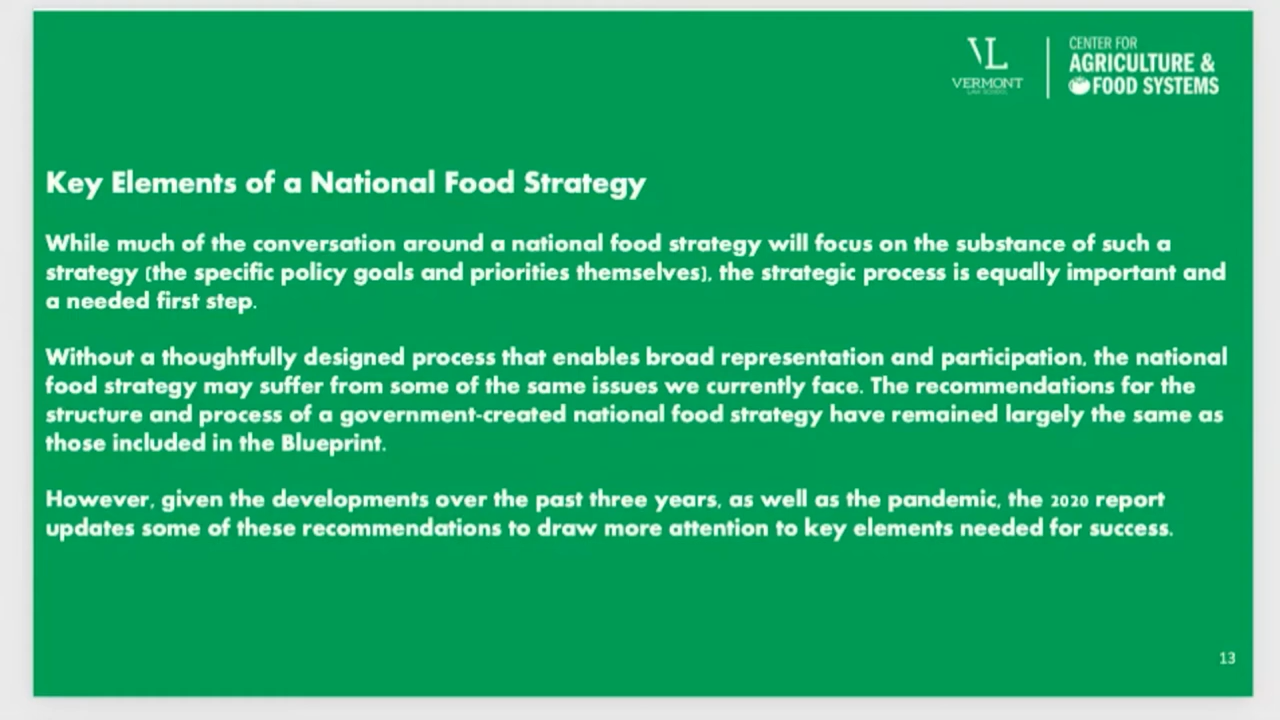 VL
VERMONT
LAW SCHOOL
CENTER FOR
AGRICULTURE &
FOOD SYSTEMS
Key Elements of a National Food Strategy
While much of the conversation around a national food strategy will focus on the substance of such a
strategy (the specific policy goals and priorities themselves), the strategic process is equally important and
a needed first step.
Without a thoughtfully designed process that enables broad representation and participation, the national
food strategy may suffer from some of the same issues we currently face. The recommendations for the
structure and process of a government-created national food strategy have remained largely the same as
those included in the Blueprint.
However, given the developments over the past three years, as well as the pandemic, the 2020 report
updates some of these recommendations to draw more attention to key elements needed for success.
13